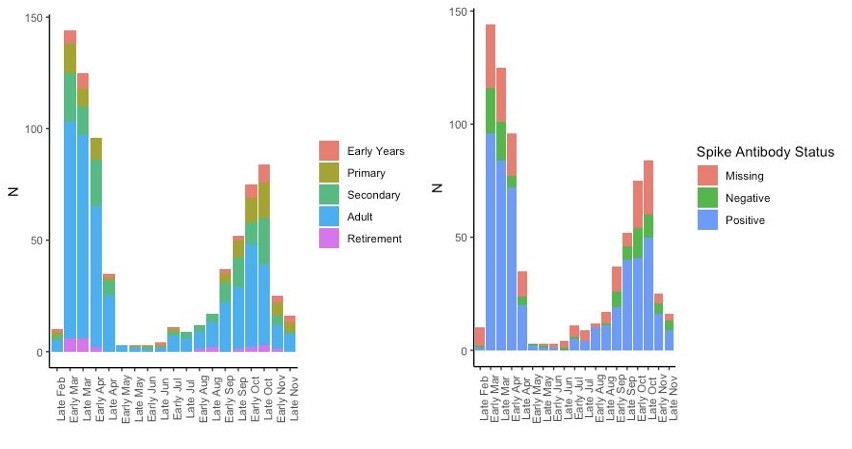 150
100
50
0
N
Late Feb
Early Mar
Late Mar
Early Apr
Late Apr
Early May
Late May
Early Jun
Late Jun
Early Jul
Late Jul
Early Aug
Late Aug
Early Sep
Late Sep
Early Oct
Late Oct
Early Nov
Late Nov
Early Years
Primary
Secondary
Adult
Retirement
150
100
50
0
N
Late Feb
Early Mar
Late Mar
Early Apr
Late Apr
Early May
Late May
Early Jun
Late Jun
Early Jul
Late Jul
Early Aug
Late Aug
Early Sep
Late Sep
Early Oct
Late Oct
Early Nov
Late Nov
Spike Antibody Status
Missing
Negative
Positive